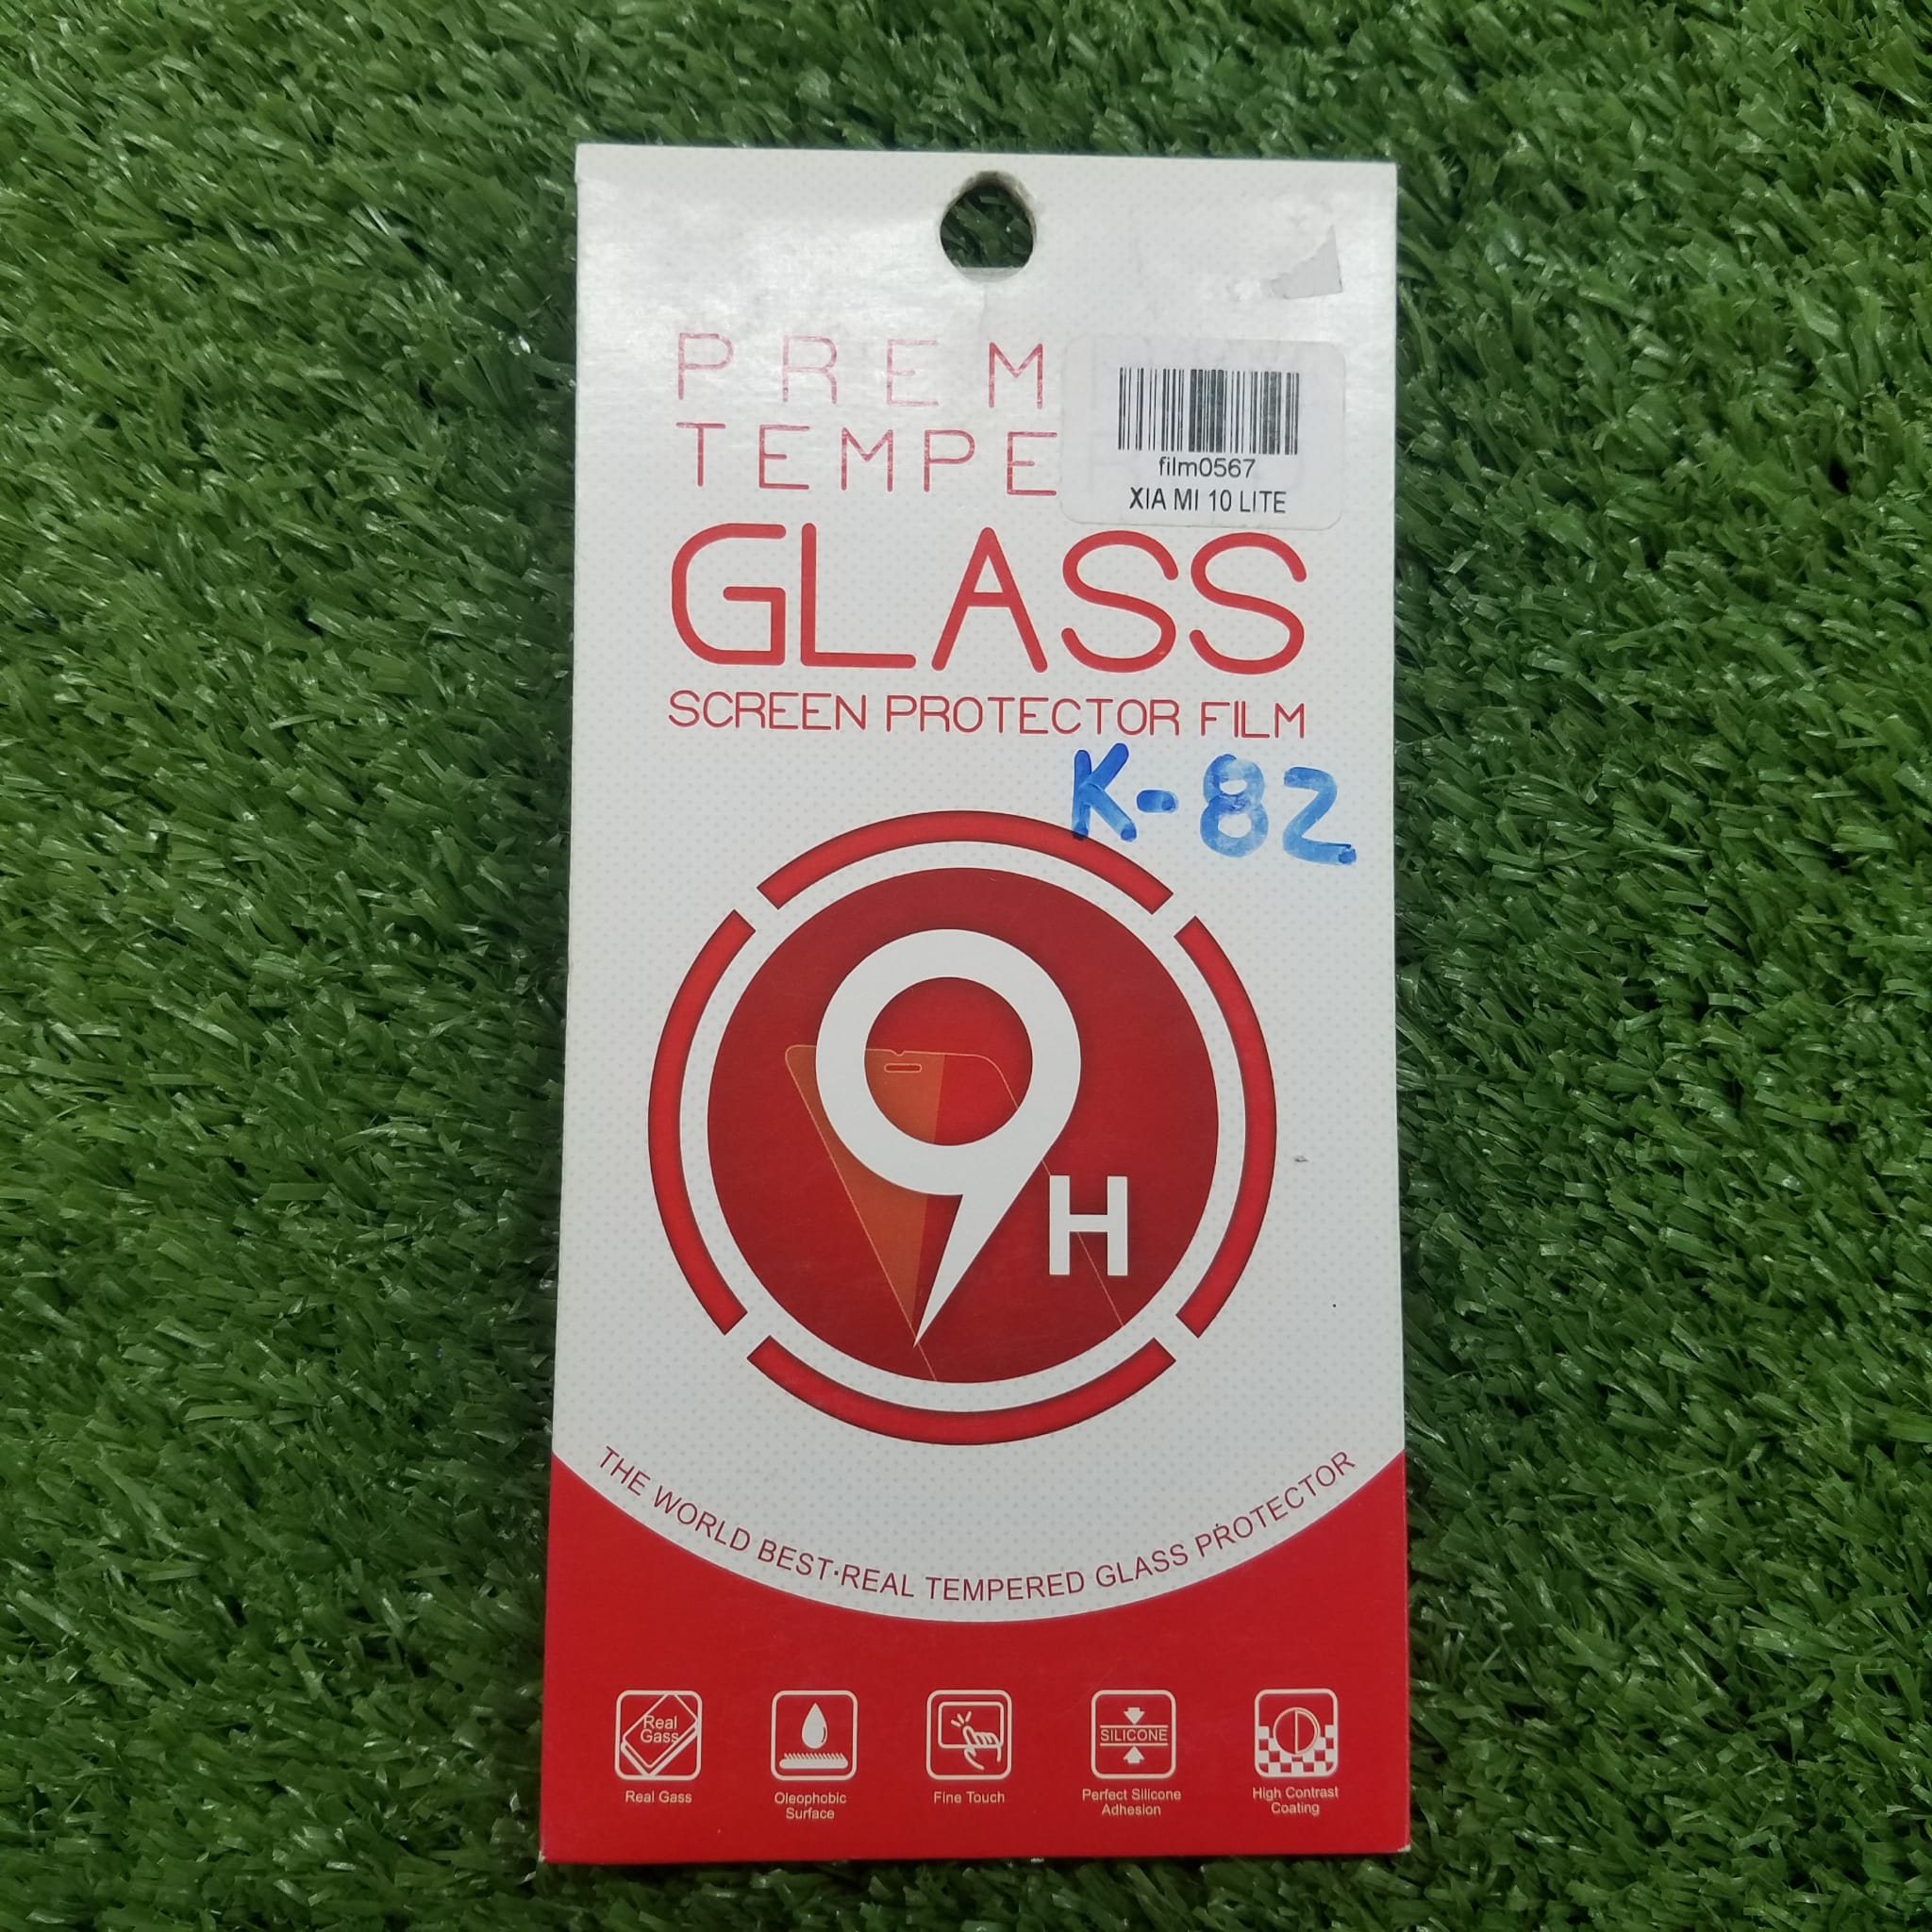 PREM
TEMPE
film0567
XIA MI 10 LITE
GLASS
SCREEN PROTECTOR FILM
K-82
9H
THE WORLD BEST·REAL TEMPERED GLASS PROTECTOR
Real
Gass
SILICONE
Real Gass
Oleophobic
Surface
Fine Touch
Perfect Silicone
Adhesion
High Contrast
Coating